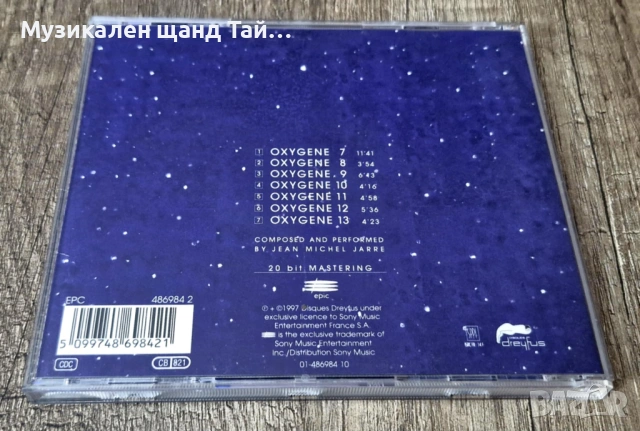 Музикален щанд Тай...
1 OXYGENE 7 11'41
2 OXYGENE 8 3'54
3 OXYGENE 9 6'43
4 OXYGENE 10 4'16
5 OXYGENE 11 4'58
6 OXYGENE 12 5'36
7 OXYGENE 13 4'23
COMPOSED AND PERFORMED
BY JEAN MICHEL JARRE
20 bit MASTERING
epic
EPC 486984 2
5 099748 698421
CDC CB 821
℗ + ©1997 Disques Dreyfus under
exclusive licence to Sony Music
Entertainment France S.A.
is the exclusive trademark of
Sony Music Entertainment
Inc./Distribution Sony Music
01-486984-10
dreyfus
BAZAR